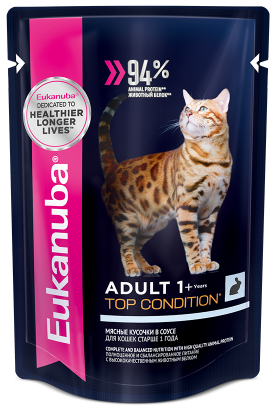 94%
ANIMAL PROTEIN**
ЖИВОТНЫЙ БЕЛОК**
Eukanuba
DEDICATED TO
HEALTHIER
LONGER
LIVES™
Eukanuba®
ADULT 1+ Years
TOP CONDITION*
МЯСНЫЕ КУСОЧКИ В СОУСЕ
ДЛЯ КОШЕК СТАРШЕ 1 ГОДА
COMPLETE AND BALANCED NUTRITION WITH HIGH QUALITY ANIMAL PROTEIN
ПОЛНОЦЕННОЕ И СБАЛАНСИРОВАННОЕ ПИТАНИЕ
С ВЫСОКОКАЧЕСТВЕННЫМ ЖИВОТНЫМ БЕЛКОМ